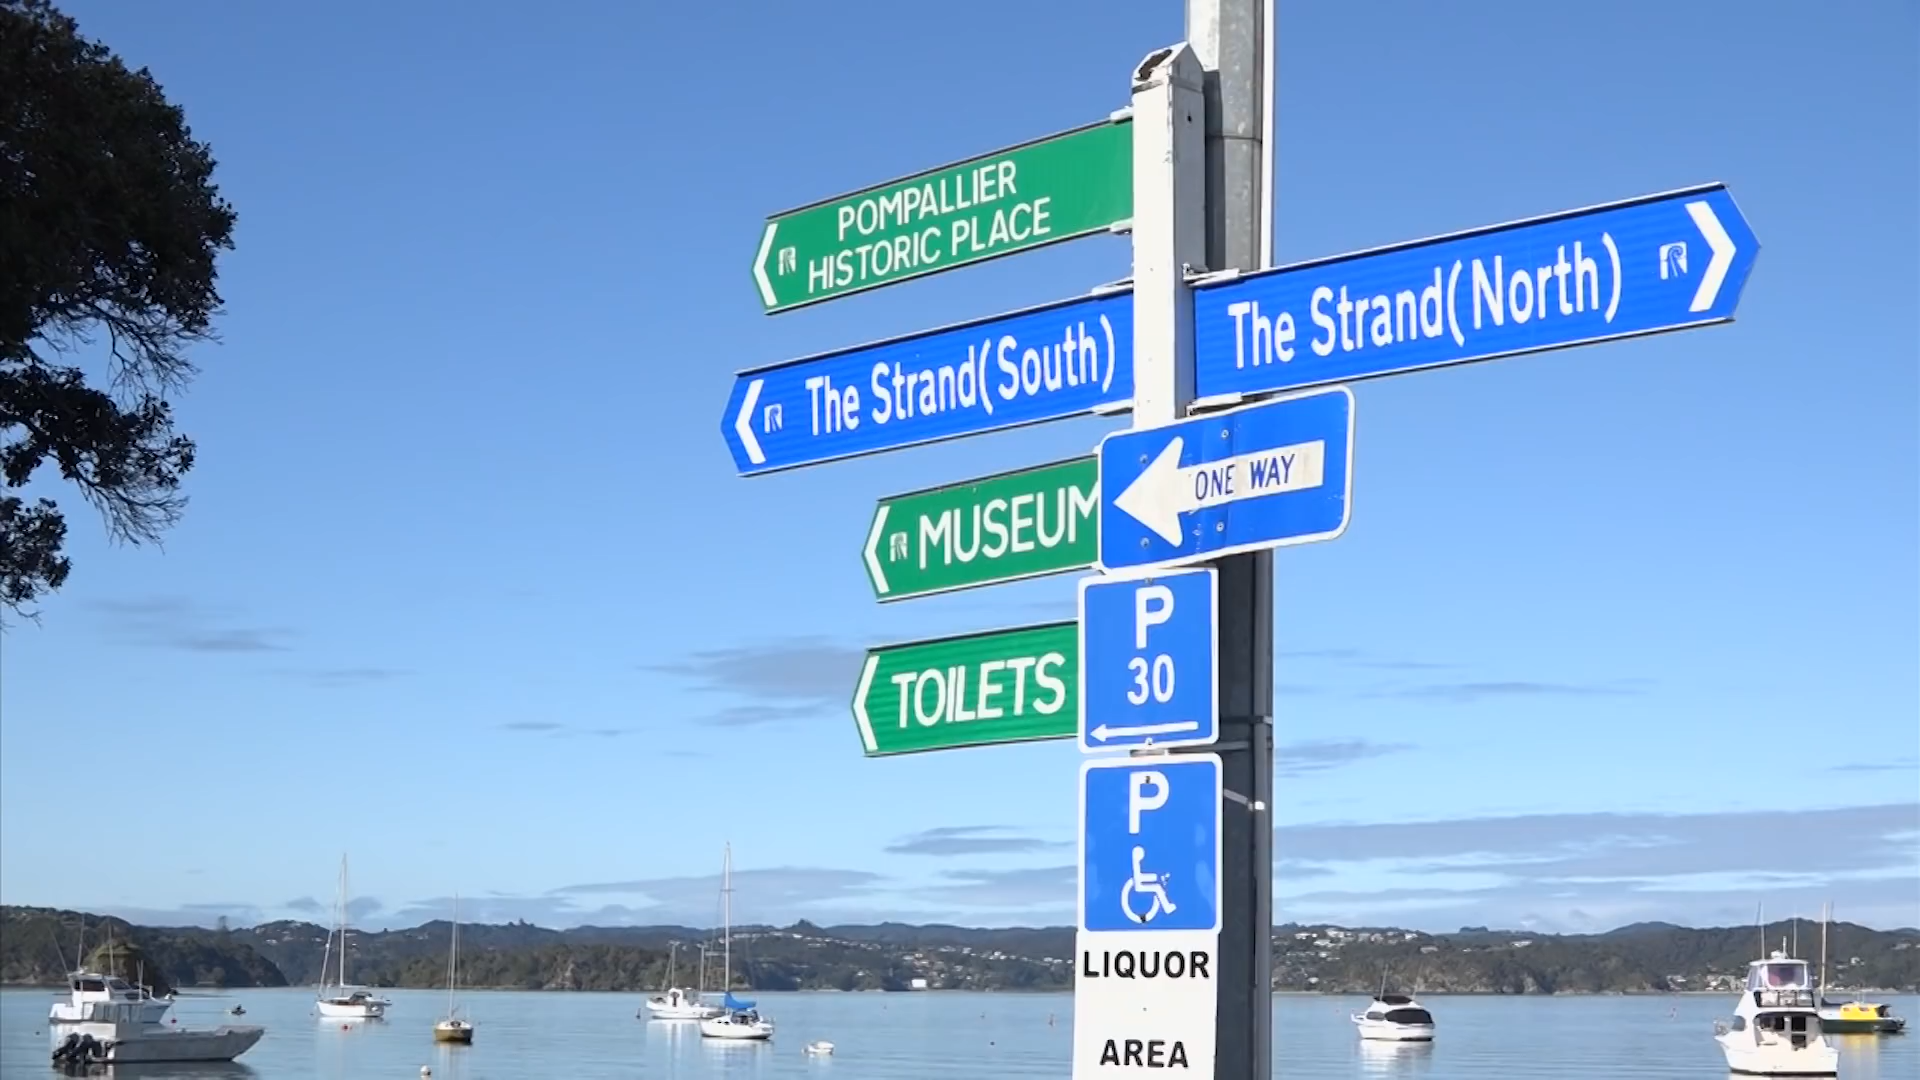 POMPALLIER
HISTORIC PLACE
The Strand(North)
The Strand(South)
ONE WAY
MUSEUM
P
30
TOILETS
P
LIQUOR
AREA